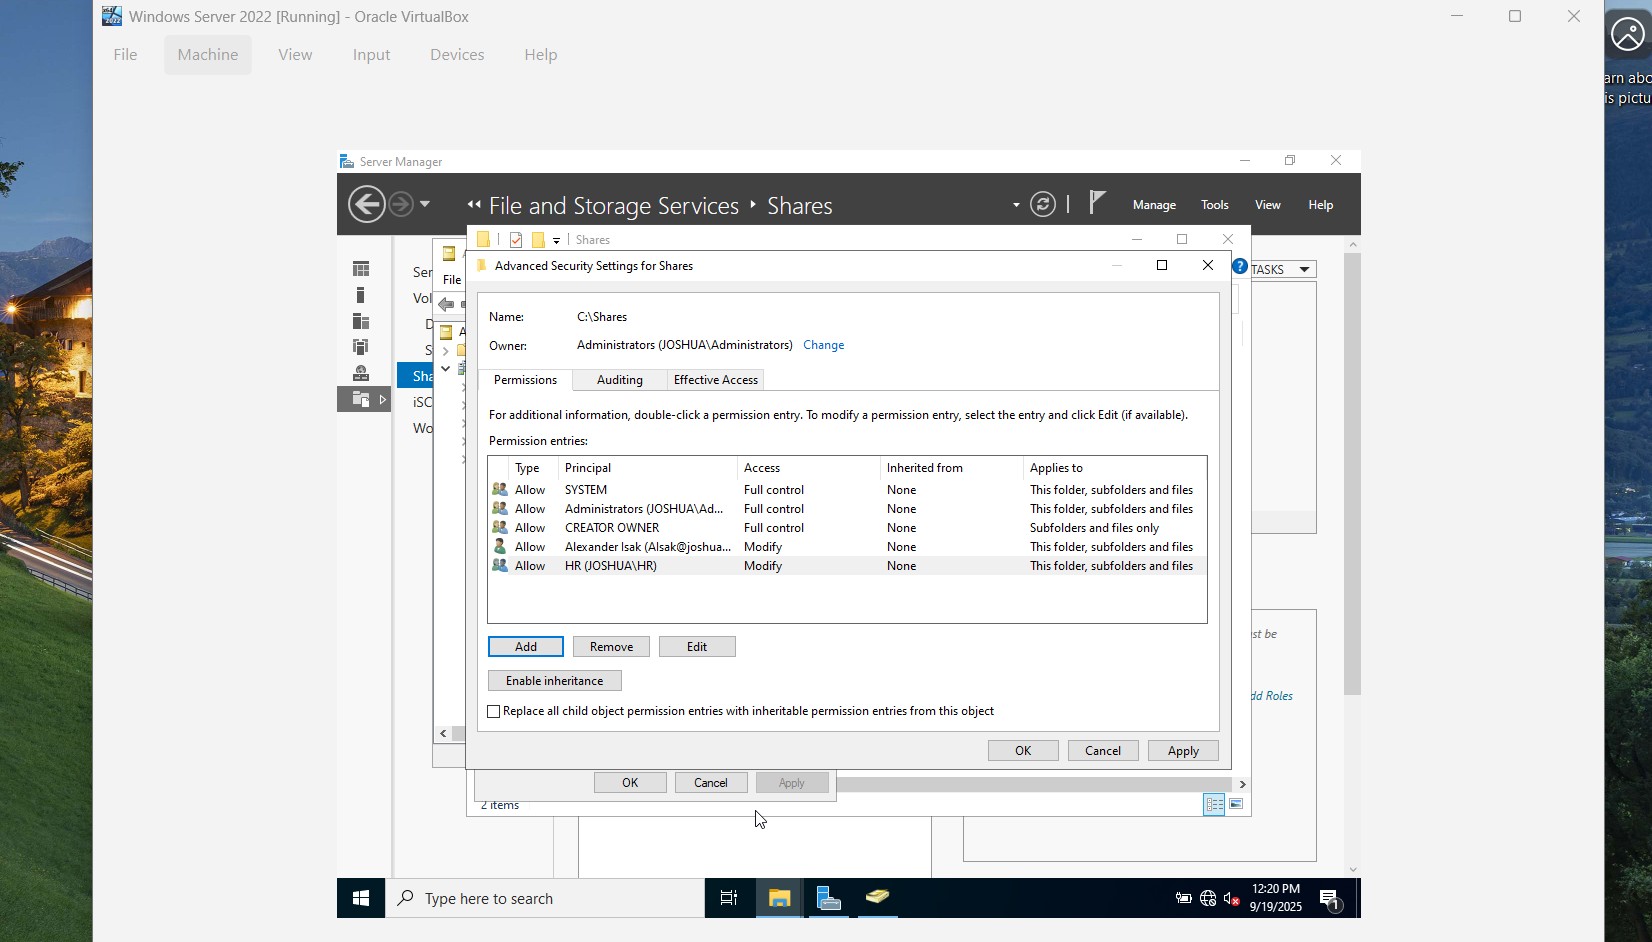 Windows Server 2022 [Running] - Oracle VirtualBox
File Machine View Input Devices Help
arn abo
is pictu
Server Manager
File and Storage Services Shares
Manage Tools View Help
Shares
Ser
File
Advanced Security Settings for Shares
TASKS
Vol
D
S
Sha
iSC
Wo
A
Name: C:\Shares
Owner: Administrators (JOSHUA\Administrators) Change
Permissions Auditing Effective Access
For additional information, double-click a permission entry. To modify a permission entry, select the entry and click Edit (if available).
Permission entries:
Type Principal Access Inherited from Applies to
Allow SYSTEM Full control None This folder, subfolders and files
Allow Administrators (JOSHUA\Ad... Full control None This folder, subfolders and files
Allow CREATOR OWNER Full control None Subfolders and files only
Allow Alexander Isak (AIsak@joshua... Modify None This folder, subfolders and files
Allow HR (JOSHUA\HR) Modify None This folder, subfolders and files
Add Remove Edit
Enable inheritance
Replace all child object permission entries with inheritable permission entries from this object
OK Cancel Apply
OK Cancel Apply
2 items
st be
dd Roles
Type here to search
12:20 PM
9/19/2025
1